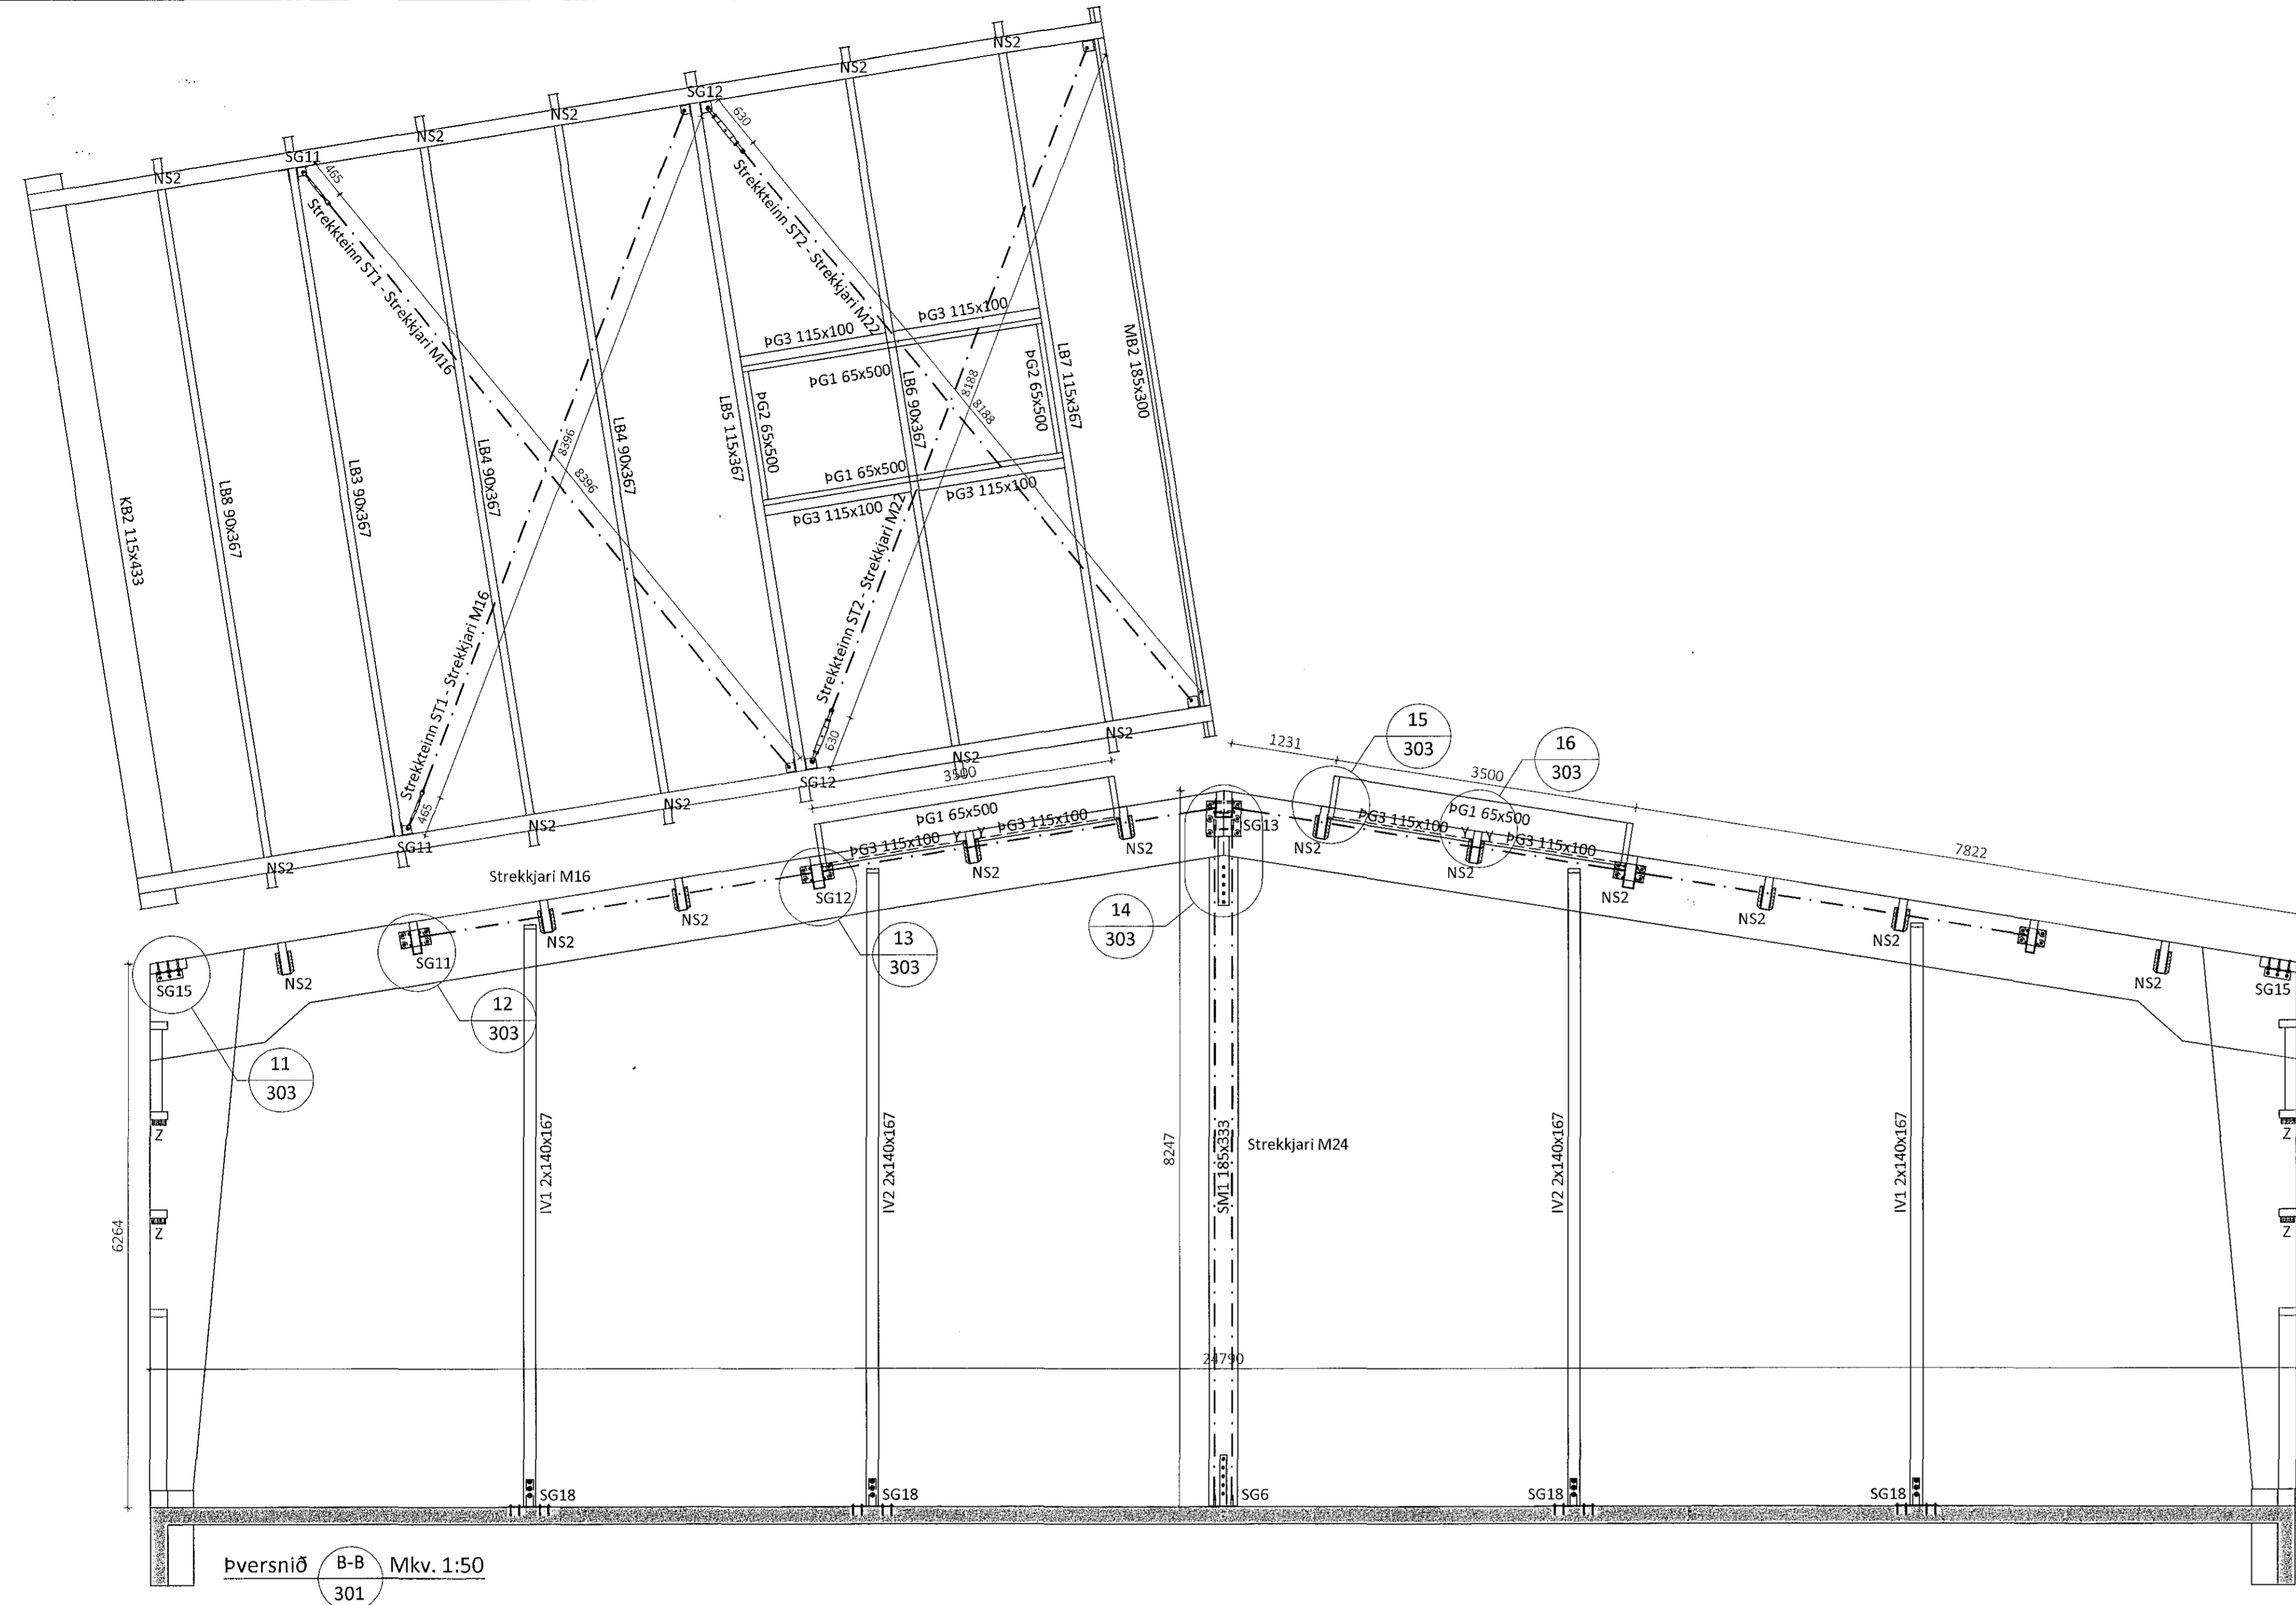 NS2
SG11
NS2
NS2
SG12
NS2
NS2
465
630
Strekkteinn ST1 - Strekkjari M16
Strekkteinn ST2 - Strekkjari M22
ÞG3 115x100
ÞG3 115x100
ÞG1 65x500
ÞG2 65x500
ÞG2 65x500
ÞG1 65x500
ÞG3 115x100
ÞG3 115x100
KB2 115x433
LB8 90x367
LB3 90x367
LB4 90x367
LB4 90x367
LB5 115x367
LB6 90x367
LB7 115x367
MB2 185x300
8396
8396
8188
8188
Strekkteinn ST1 - Strekkjari M16
Strekkteinn ST2 - Strekkjari M22
465
630
NS2
SG11
NS2
NS2
SG12
NS2
NS2
3500
1231
3500
7822
15
303
16
303
ÞG1 65x500
ÞG3 115x100
Y Y
ÞG3 115x100
ÞG1 65x500
ÞG3 115x100
Y Y
ÞG3 115x100
Strekkjari M16
SG15
NS2
SG11
NS2
NS2
SG12
NS2
NS2
SG13
NS2
NS2
NS2
NS2
NS2
NS2
SG15
11
303
12
303
13
303
14
303
Z
Z
Z
Z
6264
8247
IV1 2x140x167
IV2 2x140x167
SM1 185x333
Strekkjari M24
IV2 2x140x167
IV1 2x140x167
24790
SG18
SG18
SG6
SG18
SG18
Þversnið B-B Mkv. 1:50
301